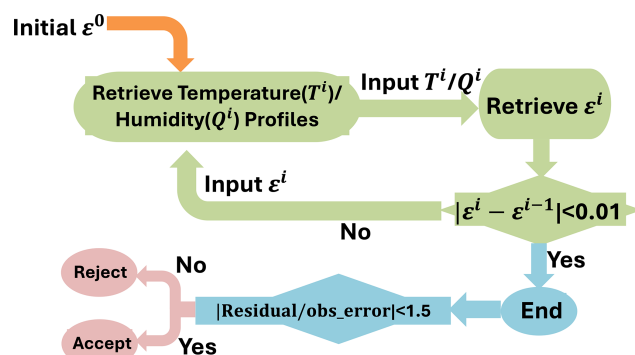 Initial ε⁰
Retrieve Temperature(Tⁱ)/
Humidity(Qⁱ) Profiles
Input Tⁱ/Qⁱ
Retrieve εⁱ
Input εⁱ
|εⁱ − εⁱ⁻¹|<0.01
No
Yes
Reject
No
|Residual/obs_error|<1.5
End
Accept
Yes